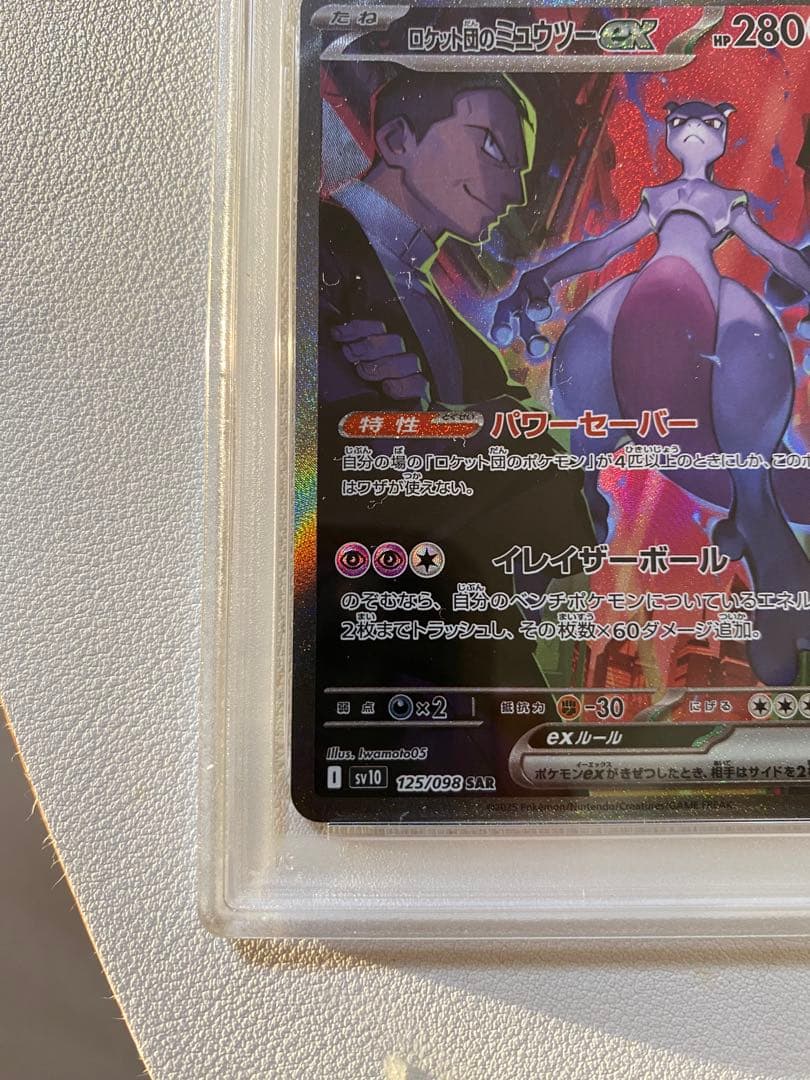 たね ロケット団のミュウツーex HP 280
特性 パワーセーバー
自分の場の「ロケット団のポケモン」が4匹以上のときにしか、このポ
はワザが使えない。
イレイザーボール
のぞむなら、自分のベンチポケモンについているエネル
2枚までトラッシュし、その枚数×60ダメージ追加。
弱点 ×2 抵抗力 -30 にげる
exルール
ポケモンexがきぜつしたとき、相手はサイドを2
Illus. Iwamoto05
I sv10 125/098 SAR
©2025 Pokémon/Nintendo/Creatures/GAME FREAK.